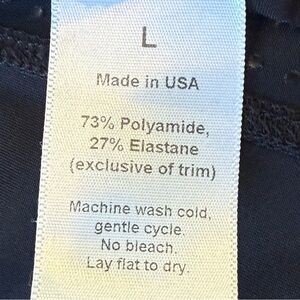 L
Made in USA
73% Polyamide,
27% Elastane
(exclusive of trim)
Machine wash cold,
gentle cycle.
No bleach.
Lay flat to dry.